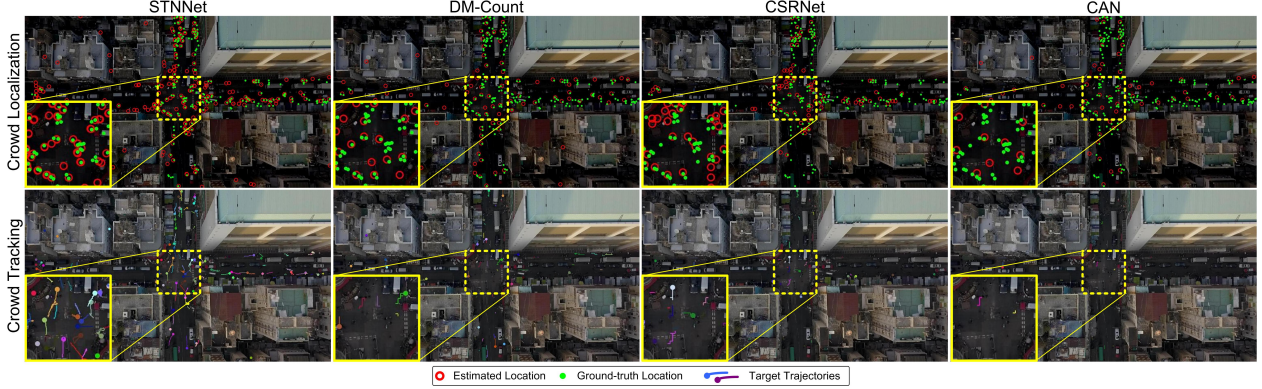 STNNet
DM-Count
CSRNet
CAN
Crowd Localization
Crowd Tracking
Estimated Location
Ground-truth Location
Target Trajectories